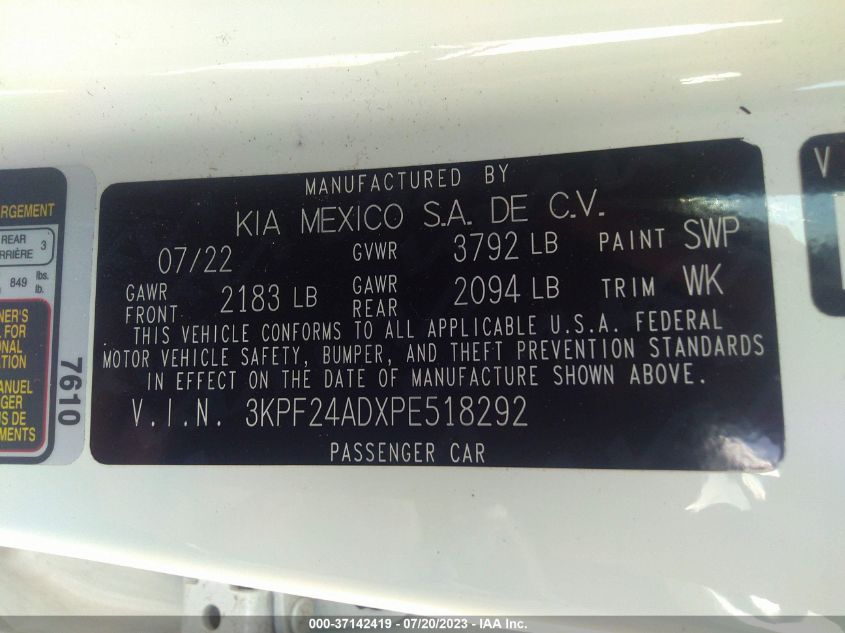 MANUFACTURED BY
KIA MEXICO S.A. DE C.V.
07/22 GVWR 3792 LB PAINT SWP
GAWR FRONT 2183 LB GAWR REAR 2094 LB TRIM WK
THIS VEHICLE CONFORMS TO ALL APPLICABLE U.S.A. FEDERAL
MOTOR VEHICLE SAFETY, BUMPER, AND THEFT PREVENTION STANDARDS
IN EFFECT ON THE DATE OF MANUFACTURE SHOWN ABOVE.
V.I.N. 3KPF24ADXPE518292
PASSENGER CAR
REAR 3
849 lbs.
lb.
7610
V
000-37142419 - 07/20/2023 - IAA Inc.